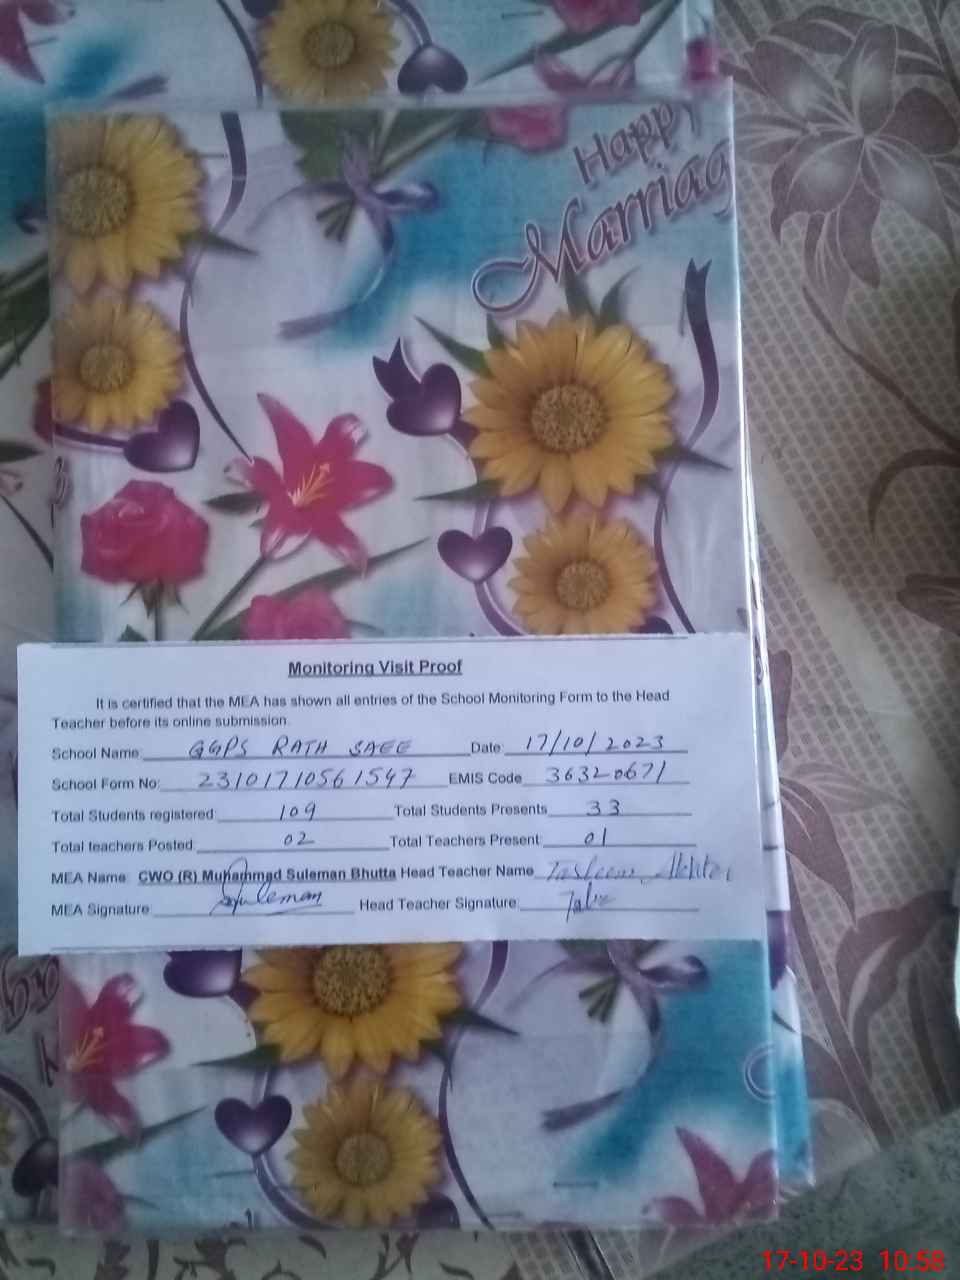 Happy
Marriag
Monitoring Visit Proof
It is certified that the MEA has shown all entries of the School Monitoring Form to the Head
Teacher before its online submission.
School Name: GGPS RATH SAEE Date: 17/10/2023
School Form No: 23101710561547 EMIS Code 36320671
Total Students registered: 109 Total Students Presents 33
Total teachers Posted: 02 Total Teachers Present: 01
MEA Name: CWO (R) Muhammad Suleman Bhutta Head Teacher Name Tasleem Akhter
MEA Signature: Suleman Head Teacher Signature:
17-10-23 10:58